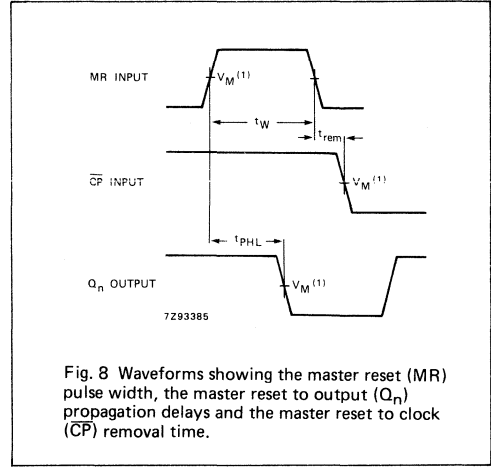 MR INPUT
VM(1)
tW
trem
CP INPUT
VM(1)
tPHL
Qn OUTPUT
VM(1)
7Z93385
Fig. 8 Waveforms showing the master reset (MR)
pulse width, the master reset to output (Qn)
propagation delays and the master reset to clock
(CP) removal time.